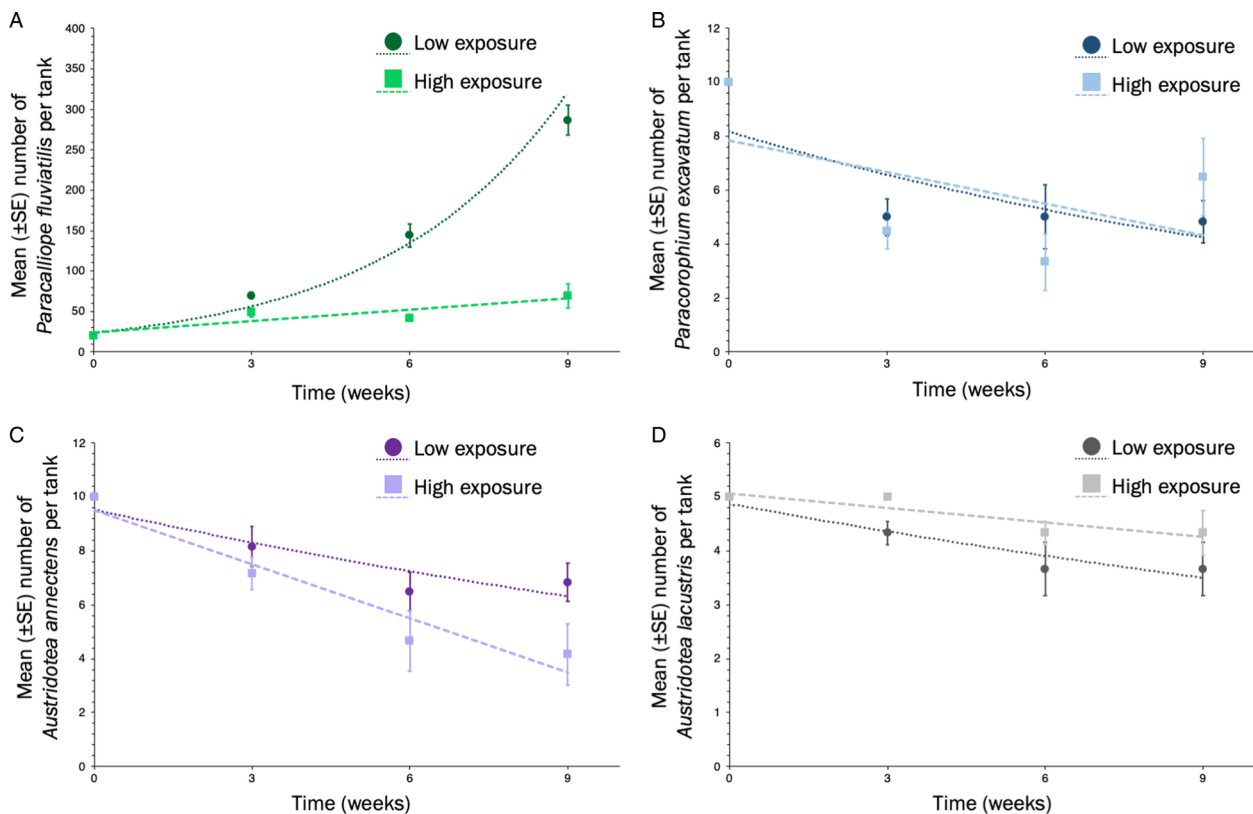 A
400
350
300
250
200
150
100
50
0
0 3 6 9
Mean (±SE) number of
Paracalliope fluviatilis per tank
Time (weeks)
Low exposure
High exposure
B
12
10
8
6
4
2
0
0 3 6 9
Mean (±SE) number of
Paracorophium excavatum per tank
Time (weeks)
Low exposure
High exposure
C
12
10
8
6
4
2
0
0 3 6 9
Mean (±SE) number of
Austridotea annectens per tank
Time (weeks)
Low exposure
High exposure
D
6
5
4
3
2
1
0
0 3 6 9
Mean (±SE) number of
Austridotea lacustris per tank
Time (weeks)
Low exposure
High exposure